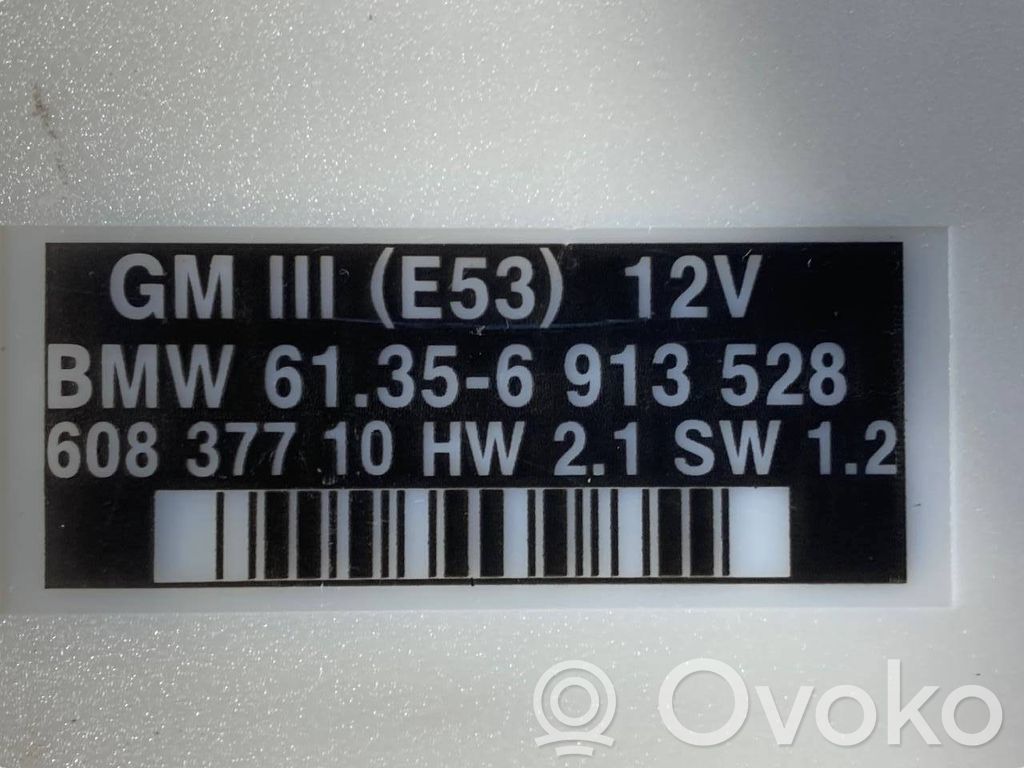 GM III (E53) 12V
BMW 61.35-6 913 528
608 377 10 HW 2.1 SW 1.2
Ovoko